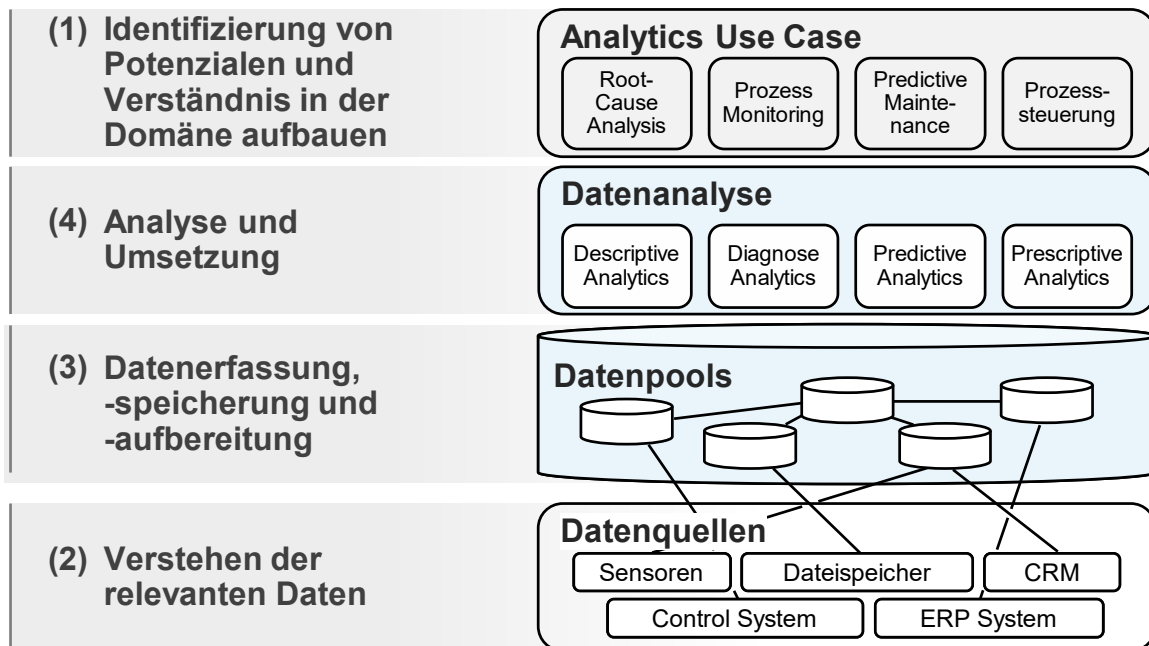 (1) Identifizierung von
Potenzialen und
Verständnis in der
Domäne aufbauen
Analytics Use Case
Root-
Cause
Analysis
Prozess
Monitoring
Predictive
Mainte-
nance
Prozess-
steuerung
(4) Analyse und
Umsetzung
Datenanalyse
Descriptive
Analytics
Diagnose
Analytics
Predictive
Analytics
Prescriptive
Analytics
(3) Datenerfassung,
-speicherung und
-aufbereitung
Datenpools
(2) Verstehen der
relevanten Daten
Datenquellen
Sensoren
Dateispeicher
CRM
Control System
ERP System